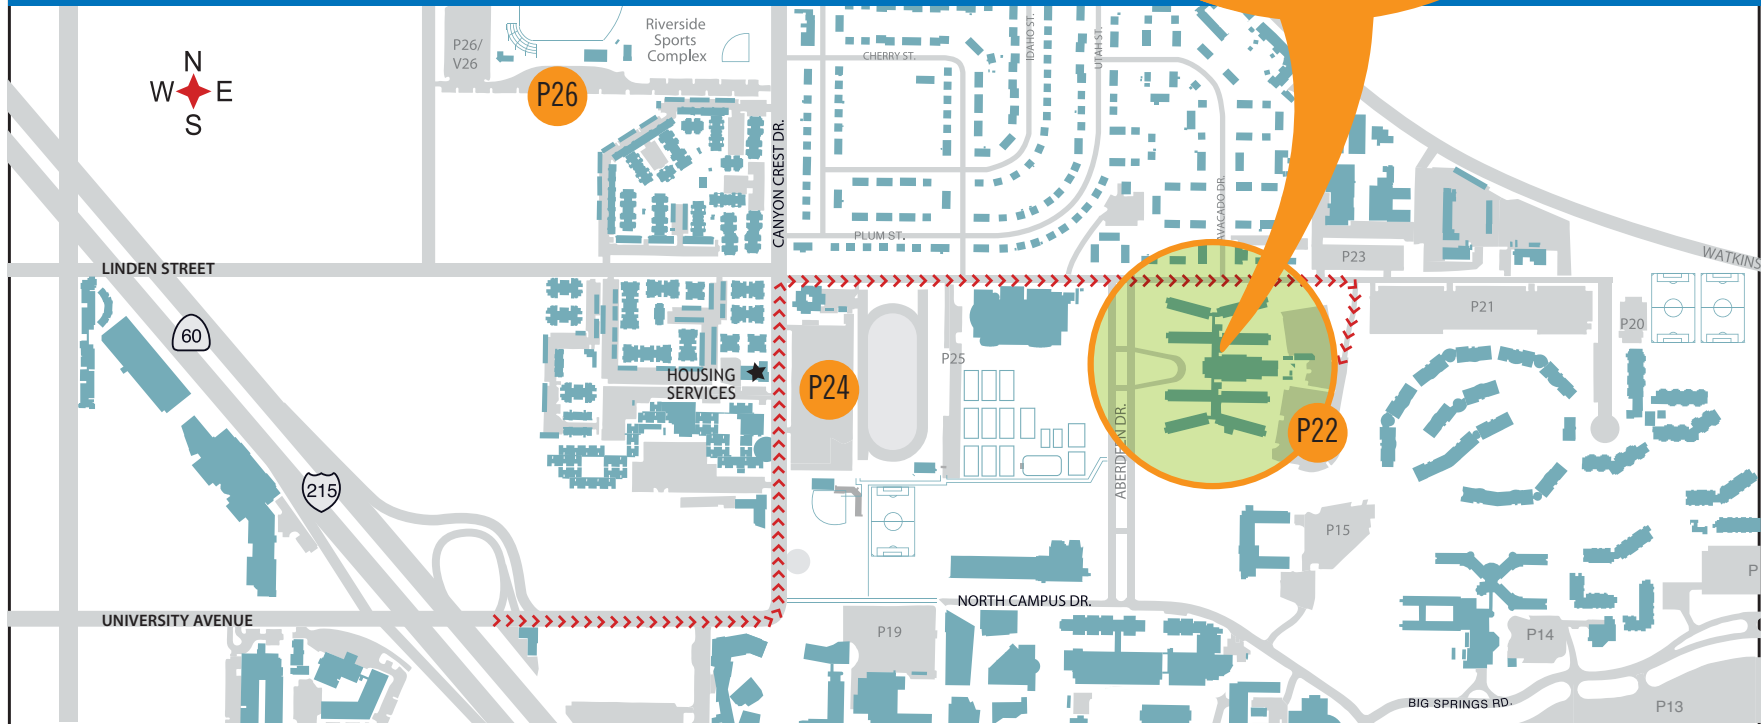 Riverside
Sports
Complex
P26/
V26
P26
N
W E
S
CHERRY ST.
IDAHO ST.
UTAH ST.
CANYON CREST DR.
AVACADO DR.
PLUM ST.
P23
WATKINS
LINDEN STREET
60
P21
P20
P25
HOUSING
SERVICES
P24
P22
ABERDEEN DR.
215
P15
P
NORTH CAMPUS DR.
UNIVERSITY AVENUE
P19
P14
BIG SPRINGS RD.
P13